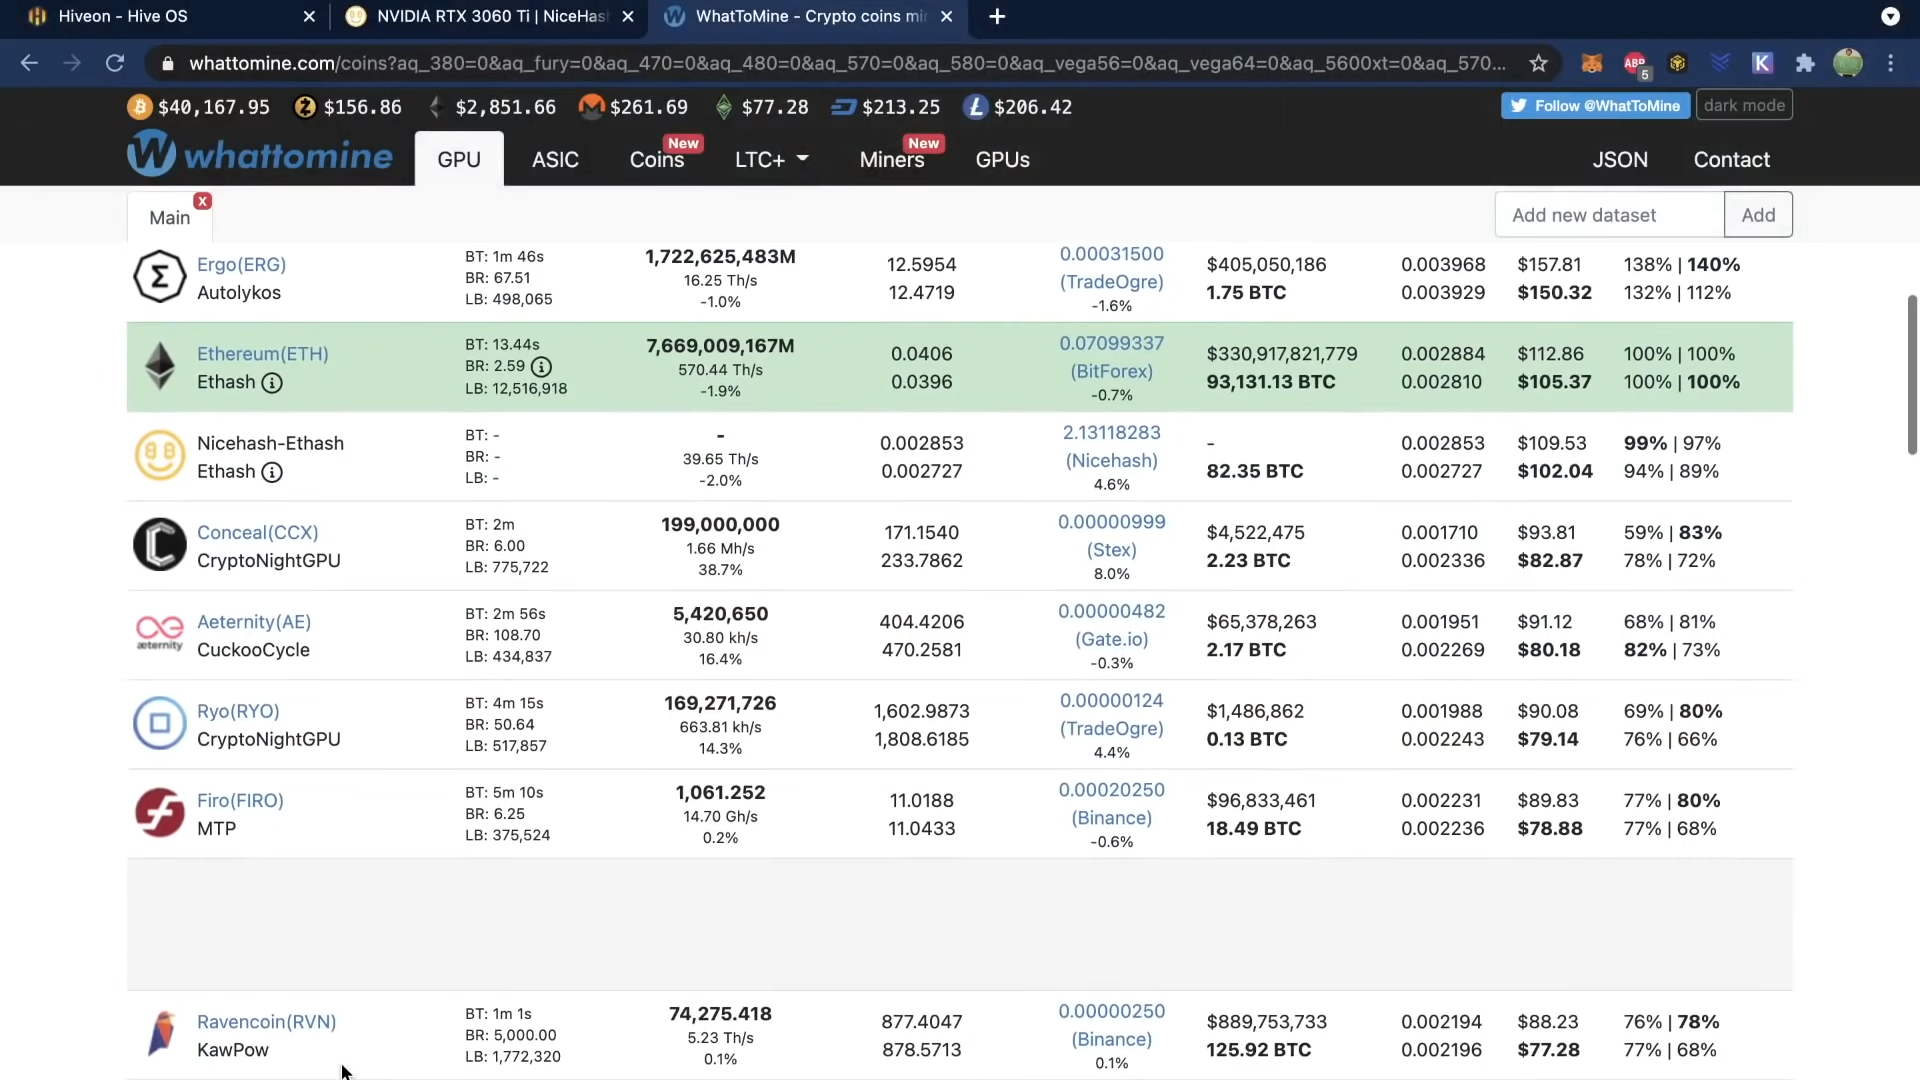 Hiveon - Hive OS
NVIDIA RTX 3060 Ti | NiceHas
WhatToMine - Crypto coins mi
whattomine.com/coins?aq_380=0&aq_fury=0&aq_470=0&aq_480=0&aq_570=0&aq_580=0&aq_vega56=0&aq_vega64=0&aq_5600xt=0&aq_570...
ABP
5
K
$40,167.95 $156.86 $2,851.66 $261.69 $77.28 $213.25 $206.42
Follow @WhatToMine
dark mode
whattomine
GPU
ASIC
Coins
New
LTC+
Miners
New
GPUs
JSON
Contact
Main
X
Add new dataset
Add
Ergo(ERG)
Autolykos
BT: 1m 46s
BR: 67.51
LB: 498,065
1,722,625,483M
16.25 Th/s
-1.0%
12.5954
12.4719
0.00031500
(TradeOgre)
-1.6%
$405,050,186
1.75 BTC
0.003968
0.003929
$157.81
$150.32
138% | 140%
132% | 112%
Ethereum(ETH)
Ethash
BT: 13.44s
BR: 2.59
LB: 12,516,918
7,669,009,167M
570.44 Th/s
-1.9%
0.0406
0.0396
0.07099337
(BitForex)
-0.7%
$330,917,821,779
93,131.13 BTC
0.002884
0.002810
$112.86
$105.37
100% | 100%
100% | 100%
Nicehash-Ethash
Ethash
BT: -
BR: -
LB: -
-
39.65 Th/s
-2.0%
0.002853
0.002727
2.13118283
(Nicehash)
4.6%
-
82.35 BTC
0.002853
0.002727
$109.53
$102.04
99% | 97%
94% | 89%
Conceal(CCX)
CryptoNightGPU
BT: 2m
BR: 6.00
LB: 775,722
199,000,000
1.66 Mh/s
38.7%
171.1540
233.7862
0.00000999
(Stex)
8.0%
$4,522,475
2.23 BTC
0.001710
0.002336
$93.81
$82.87
59% | 83%
78% | 72%
æternity
Aeternity(AE)
CuckooCycle
BT: 2m 56s
BR: 108.70
LB: 434,837
5,420,650
30.80 kh/s
16.4%
404.4206
470.2581
0.00000482
(Gate.io)
-0.3%
$65,378,263
2.17 BTC
0.001951
0.002269
$91.12
$80.18
68% | 81%
82% | 73%
Ryo(RYO)
CryptoNightGPU
BT: 4m 15s
BR: 50.64
LB: 517,857
169,271,726
663.81 kh/s
14.3%
1,602.9873
1,808.6185
0.00000124
(TradeOgre)
4.4%
$1,486,862
0.13 BTC
0.001988
0.002243
$90.08
$79.14
69% | 80%
76% | 66%
Firo(FIRO)
MTP
BT: 5m 10s
BR: 6.25
LB: 375,524
1,061.252
14.70 Gh/s
0.2%
11.0188
11.0433
0.00020250
(Binance)
-0.6%
$96,833,461
18.49 BTC
0.002231
0.002236
$89.83
$78.88
77% | 80%
77% | 68%
Ravencoin(RVN)
KawPow
BT: 1m 1s
BR: 5,000.00
LB: 1,772,320
74,275.418
5.23 Th/s
0.1%
877.4047
878.5713
0.00000250
(Binance)
0.1%
$889,753,733
125.92 BTC
0.002194
0.002196
$88.23
$77.28
76% | 78%
77% | 68%